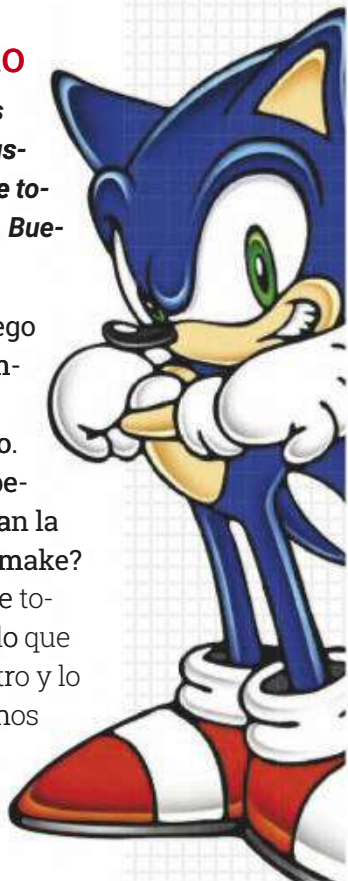 O
s
us-
e to-
Bue-
ego
n-
o.
pe-
an la
make?
e to-
lo que
tro y lo
nos